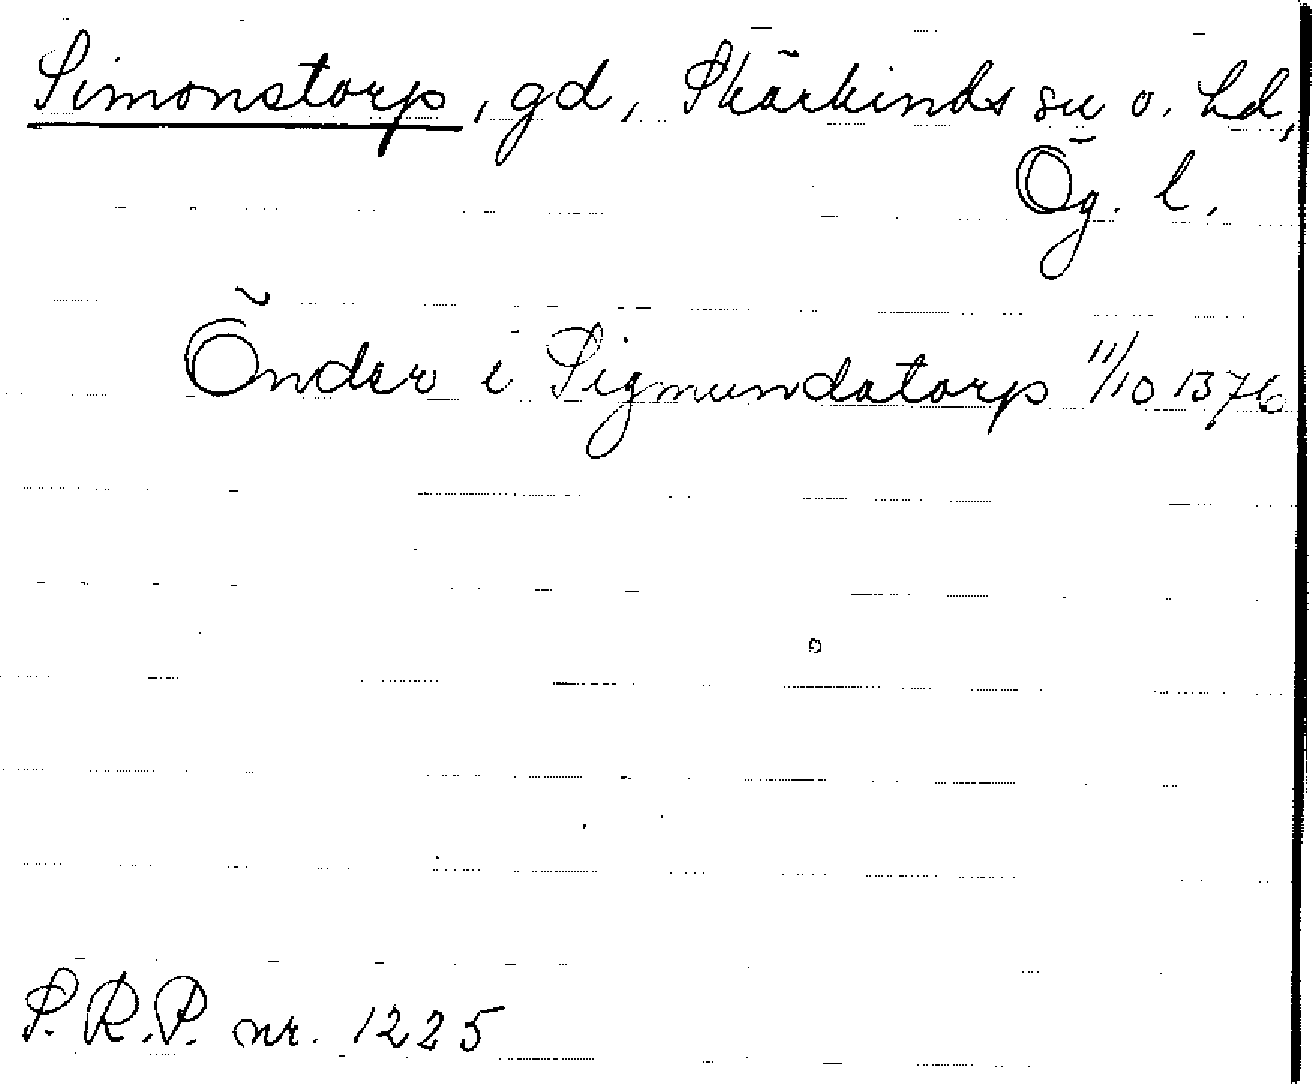 Simonstorp, gd, Skärkinds sn o. hd,
Ög. l.
Önder i Sigmundatorp 11/10 1376
S.R.P. nr. 1225